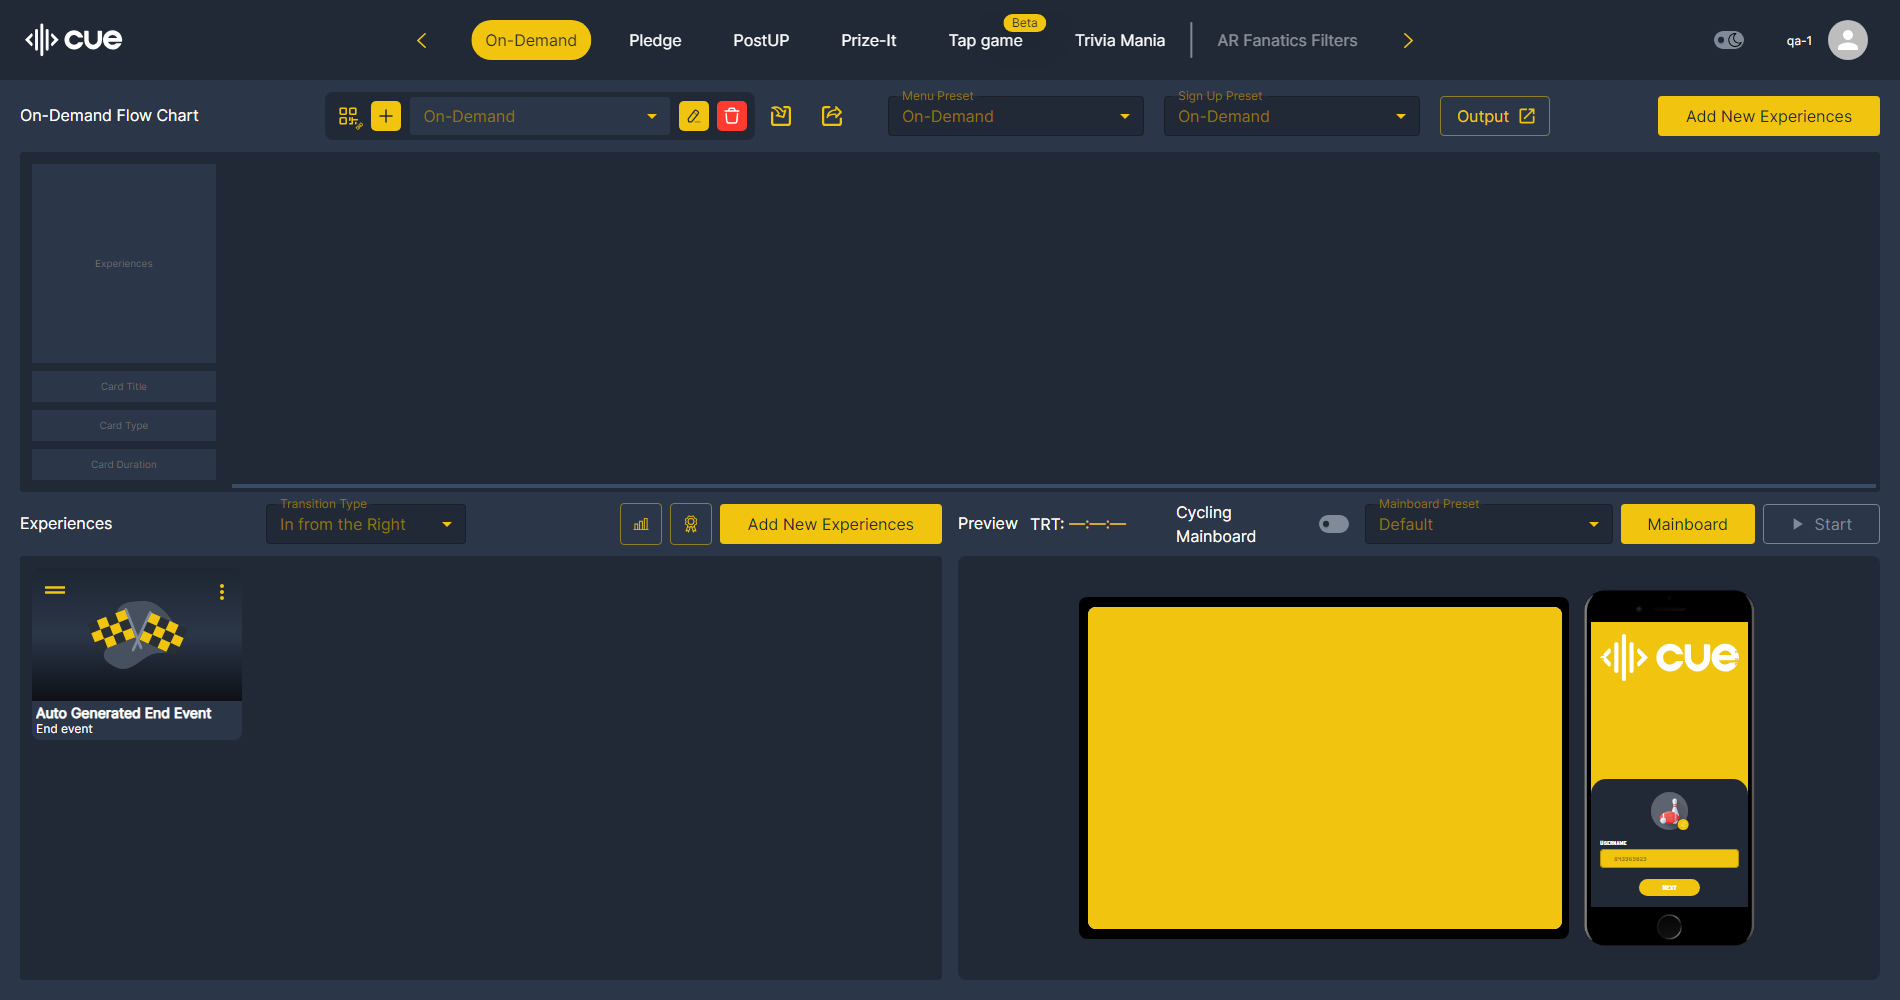 cue
On-Demand
Pledge
PostUP
Prize-It
Beta
Tap game
Trivia Mania
AR Fanatics Filters
qa-1
On-Demand Flow Chart
On-Demand
Menu Preset
On-Demand
Sign Up Preset
On-Demand
Output
Add New Experiences
Experiences
Card Title
Card Type
Card Duration
Experiences
Transition Type
In from the Right
Add New Experiences
Preview
TRT: —:—:—
Cycling
Mainboard
Mainboard Preset
Default
Mainboard
Start
Auto Generated End Event
End event
cue
Username
NEXT